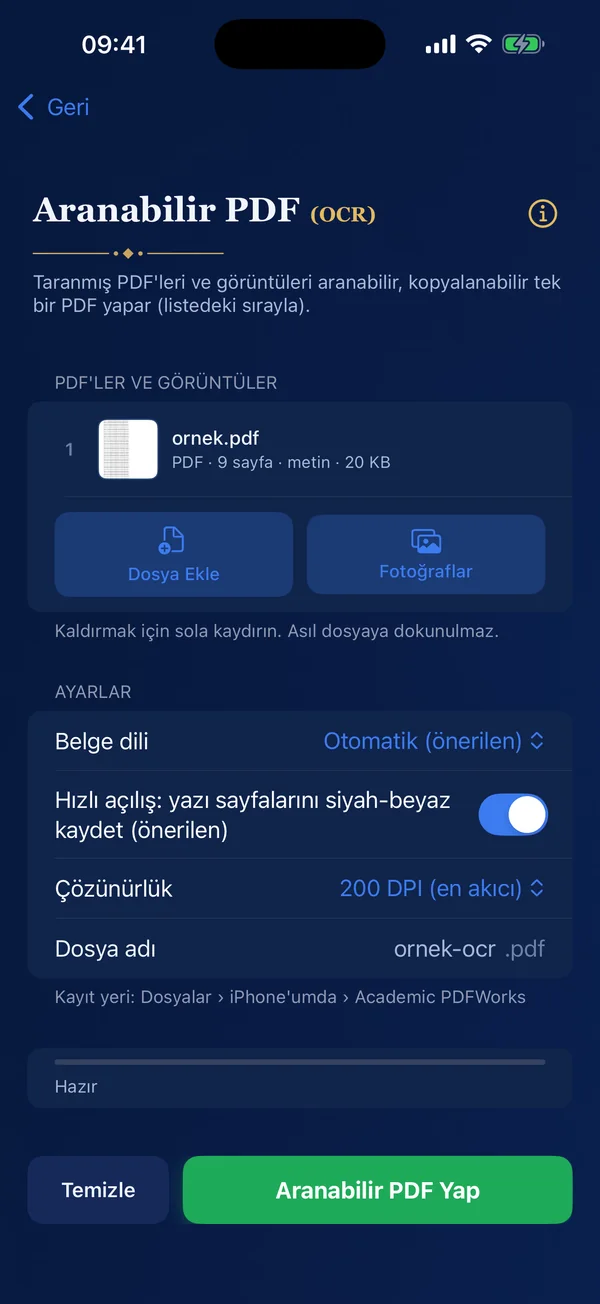 09:41
Geri
Aranabilir PDF (OCR)
Taranmış PDF'leri ve görüntüleri aranabilir, kopyalanabilir tek
bir PDF yapar (listedeki sırayla).
PDF'LER VE GÖRÜNTÜLER
1
ornek.pdf
PDF · 9 sayfa · metin · 20 KB
Dosya Ekle
Fotoğraflar
Kaldırmak için sola kaydırın. Asıl dosyaya dokunulmaz.
AYARLAR
Belge dili Otomatik (önerilen)
Hızlı açılış: yazı sayfalarını siyah-beyaz
kaydet (önerilen)
Çözünürlük 200 DPI (en akıcı)
Dosya adı ornek-ocr .pdf
Kayıt yeri: Dosyalar › iPhone'umda › Academic PDFWorks
Hazır
Temizle
Aranabilir PDF Yap